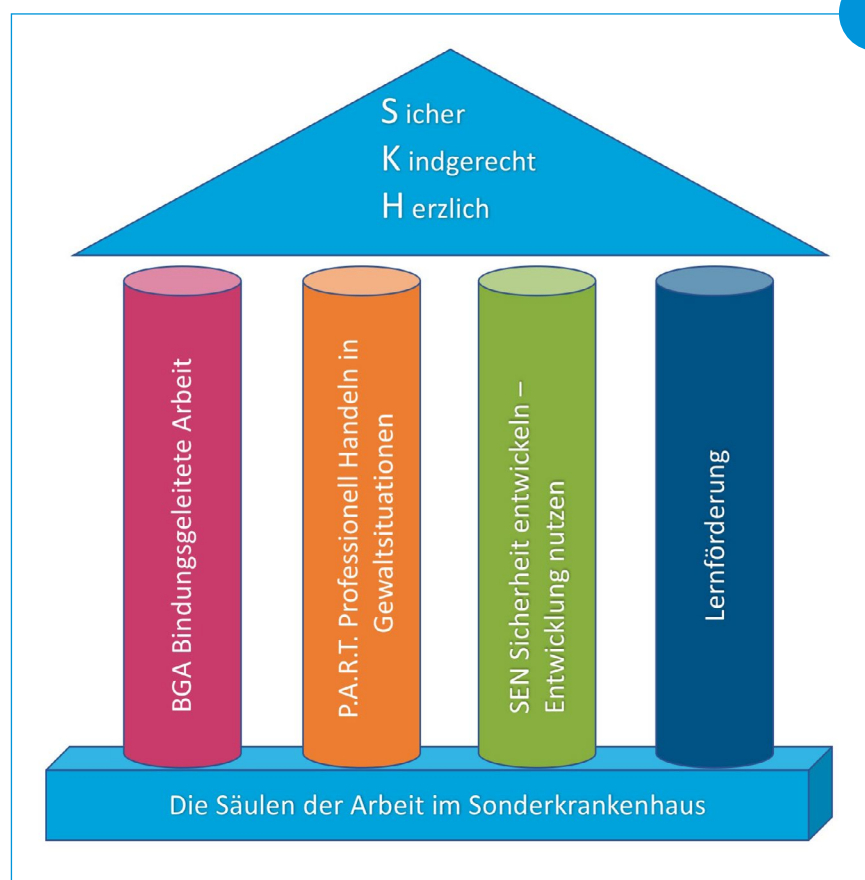 S icher
K indgerecht
H erzlich
BGA Bindungsgeleitete Arbeit
P.A.R.T. Professionell Handeln in
Gewaltsituationen
SEN Sicherheit entwickeln –
Entwicklung nutzen
Lernförderung
Die Säulen der Arbeit im Sonderkrankenhaus